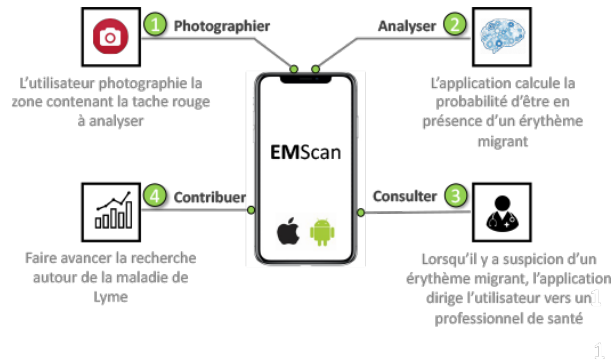 1 Photographier
L'utilisateur photographie la
zone contenant la tache rouge
à analyser
Analyser 2
L'application calcule la
probabilité d'être en
présence d'un érythème
migrant
EMScan
Consulter 3
Lorsqu'il y a suspicion d'un
érythème migrant, l'application
dirige l'utilisateur vers un
professionnel de santé
4 Contribuer
Faire avancer la recherche
autour de la maladie de
Lyme
1
1